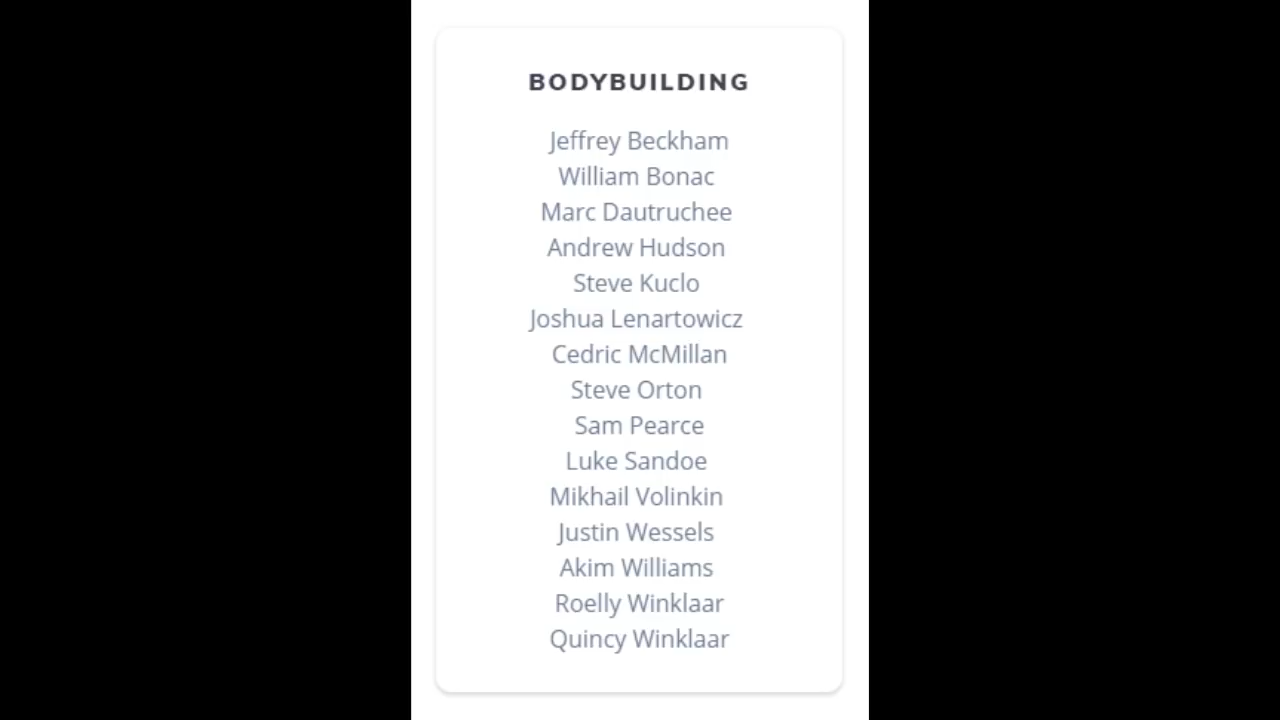 BODYBUILDING
Jeffrey Beckham
William Bonac
Marc Dautruchee
Andrew Hudson
Steve Kuclo
Joshua Lenartowicz
Cedric McMillan
Steve Orton
Sam Pearce
Luke Sandoe
Mikhail Volinkin
Justin Wessels
Akim Williams
Roelly Winklaar
Quincy Winklaar